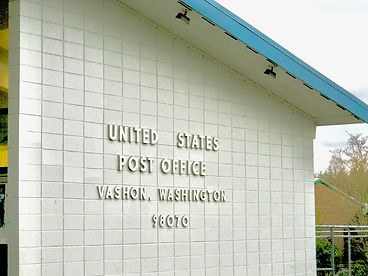 UNITED STATES
POST OFFICE
VASHON, WASHINGTON
98070